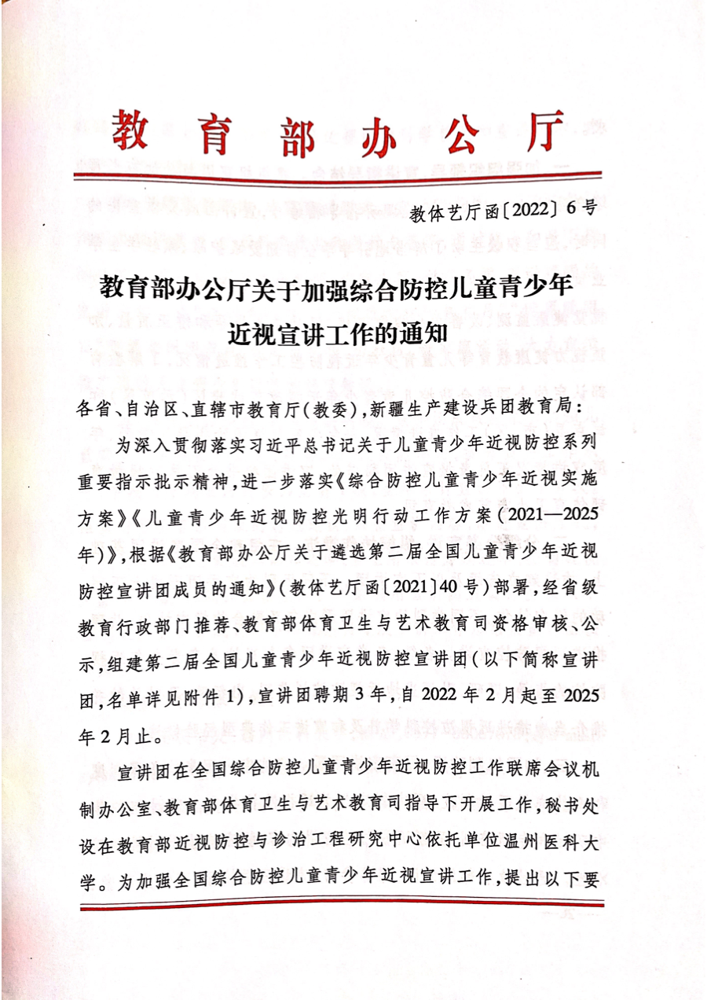 教育部办公厅
教体艺厅函〔2022〕6号
教育部办公厅关于加强综合防控儿童青少年
近视宣讲工作的通知
各省、自治区、直辖市教育厅(教委),新疆生产建设兵团教育局:
为深入贯彻落实习近平总书记关于儿童青少年近视防控系列
重要指示批示精神,进一步落实《综合防控儿童青少年近视实施
方案》《儿童青少年近视防控光明行动工作方案(2021—2025
年)》,根据《教育部办公厅关于遴选第二届全国儿童青少年近视
防控宣讲团成员的通知》(教体艺厅函〔2021〕40号)部署,经省级
教育行政部门推荐、教育部体育卫生与艺术教育司资格审核、公
示,组建第二届全国儿童青少年近视防控宣讲团(以下简称宣讲
团,名单详见附件1),宣讲团聘期3年,自2022年2月起至2025
年2月止。
宣讲团在全国综合防控儿童青少年近视防控工作联席会议机
制办公室、教育部体育卫生与艺术教育司指导下开展工作,秘书处
设在教育部近视防控与诊治工程研究中心依托单位温州医科大
学。为加强全国综合防控儿童青少年近视宣讲工作,提出以下要